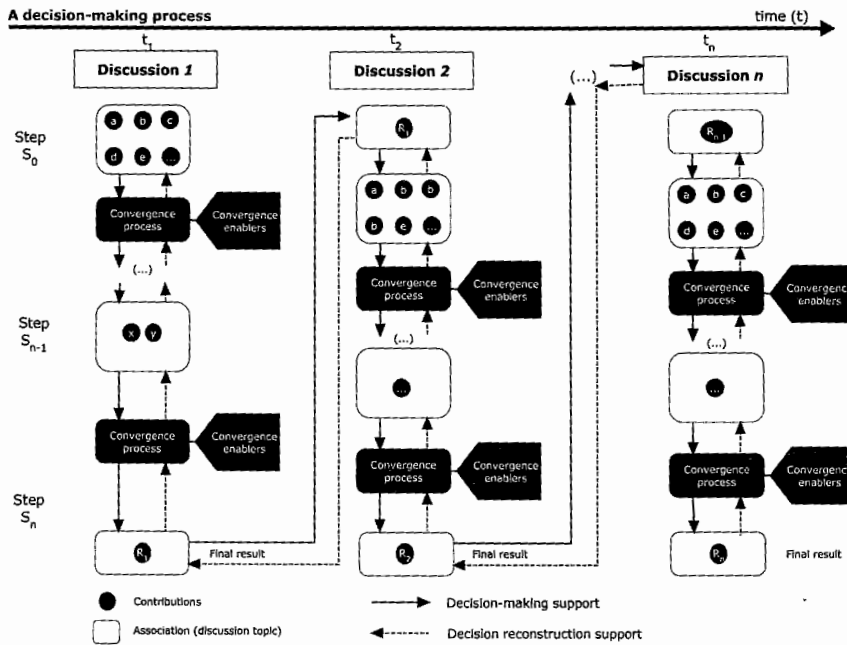 A decision-making process
time (t)
t1
t2
tn
Discussion 1
Discussion 2
(...)
Discussion n
Step
S0
a b c
d e ...
Convergence
process
Convergence
enablers
(...)
Step
Sn-1
x y
Convergence
process
Convergence
enablers
Step
Sn
R1
Final result
R1
a b b
b e ...
Convergence
process
Convergence
enablers
(...)
...
Convergence
process
Convergence
enablers
R2
Final result
Rn-1
a b c
d e ...
Convergence
process
Convergence
enablers
(...)
...
Convergence
process
Convergence
enablers
Rn
Final result
Contributions
Decision-making support
Association (discussion topic)
Decision reconstruction support